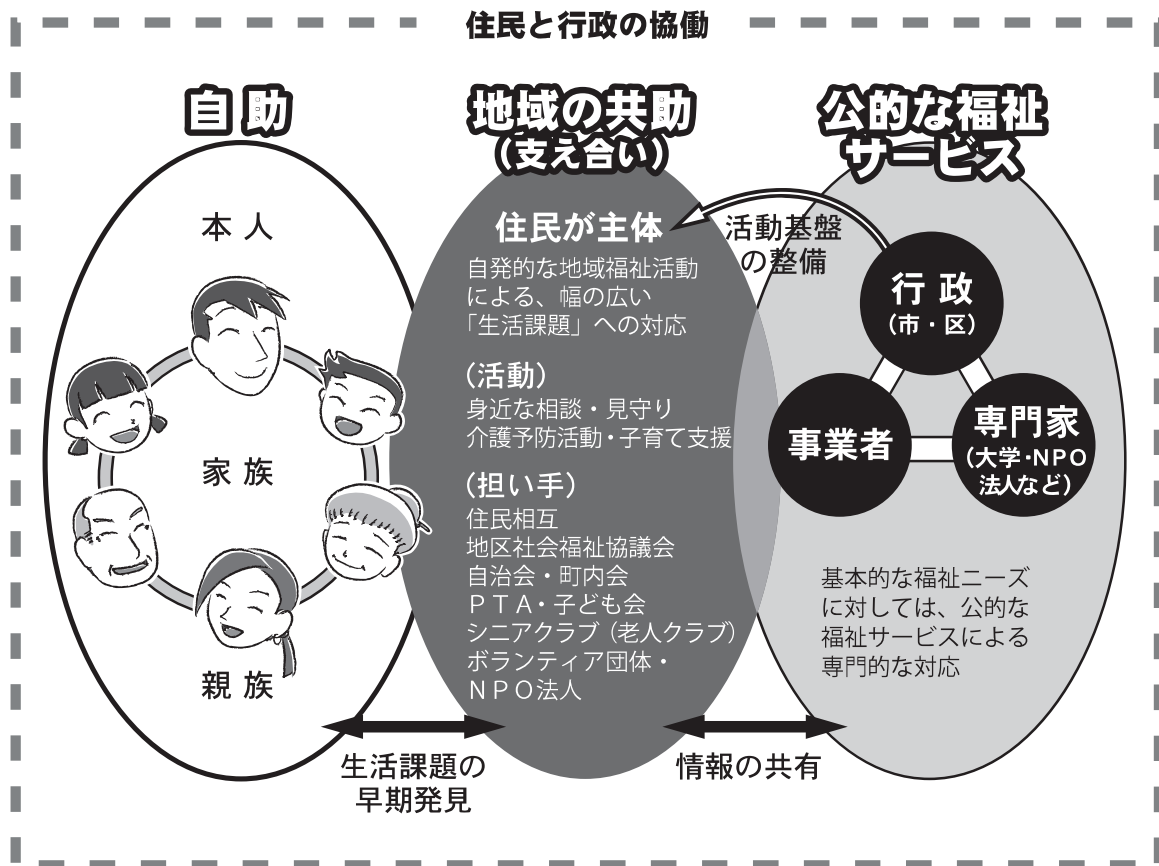 住民と行政の協働
自助
本人
家族
親族
地域の共助
（支え合い）
住民が主体
自発的な地域福祉活動
による、幅の広い
「生活課題」への対応
（活動）
身近な相談・見守り
介護予防活動・子育て支援
（担い手）
住民相互
地区社会福祉協議会
自治会・町内会
ＰＴＡ・子ども会
シニアクラブ（老人クラブ）
ボランティア団体・
ＮＰＯ法人
公的な福祉
サービス
活動基盤
の整備
行政
（市・区）
事業者
専門家
（大学・NPO
法人など）
基本的な福祉ニーズ
に対しては、公的な
福祉サービスによる
専門的な対応
生活課題の
早期発見
情報の共有